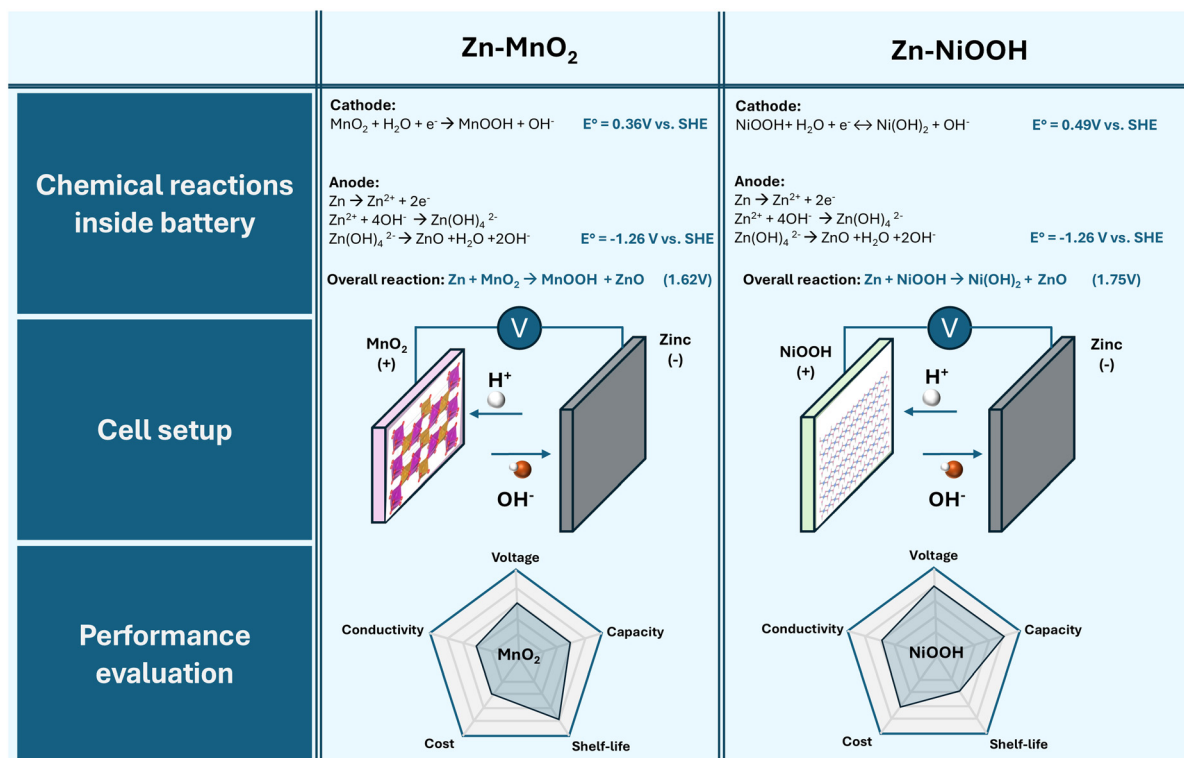 Zn-MnO₂
Zn-NiOOH
Chemical reactions
inside battery
Cathode:
MnO₂ + H₂O + e⁻ → MnOOH + OH⁻ E° = 0.36V vs. SHE
Anode:
Zn → Zn²⁺ + 2e⁻
Zn²⁺ + 4OH⁻ → Zn(OH)₄ ²⁻
Zn(OH)₄ ²⁻ → ZnO +H₂O +2OH⁻ E° = -1.26 V vs. SHE
Overall reaction: Zn + MnO₂ → MnOOH + ZnO (1.62V)
Cathode:
NiOOH+ H₂O + e⁻ ↔ Ni(OH)₂ + OH⁻ E° = 0.49V vs. SHE
Anode:
Zn → Zn²⁺ + 2e⁻
Zn²⁺ + 4OH⁻ → Zn(OH)₄ ²⁻
Zn(OH)₄ ²⁻ → ZnO +H₂O +2OH⁻ E° = -1.26 V vs. SHE
Overall reaction: Zn + NiOOH → Ni(OH)₂ + ZnO (1.75V)
Cell setup
V
MnO₂
(+)
Zinc
(-)
H⁺
OH⁻
V
NiOOH
(+)
Zinc
(-)
H⁺
OH⁻
Performance
evaluation
Voltage
Conductivity
Capacity
MnO₂
Cost
Shelf-life
Voltage
Conductivity
Capacity
NiOOH
Cost
Shelf-life